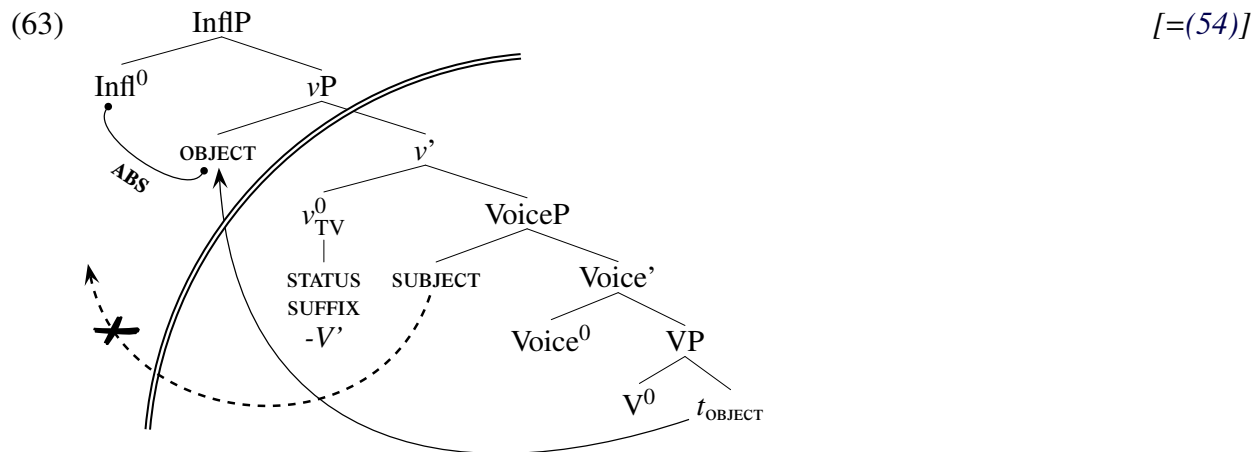 (63) InflP [=(54)]
Infl⁰ vP
OBJECT v'
ABS
v⁰TV VoiceP
STATUS SUBJECT Voice'
SUFFIX
-V' Voice⁰ VP
V⁰ tOBJECT